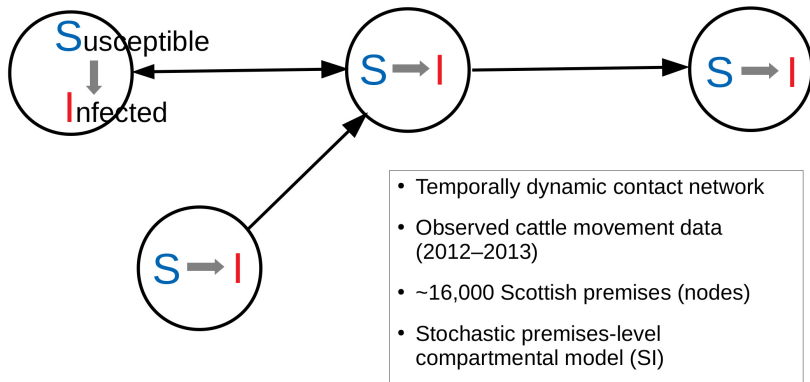 Susceptible
Infected
S I
S I
S I
• Temporally dynamic contact network
• Observed cattle movement data
(2012–2013)
• ~16,000 Scottish premises (nodes)
• Stochastic premises-level
compartmental model (SI)